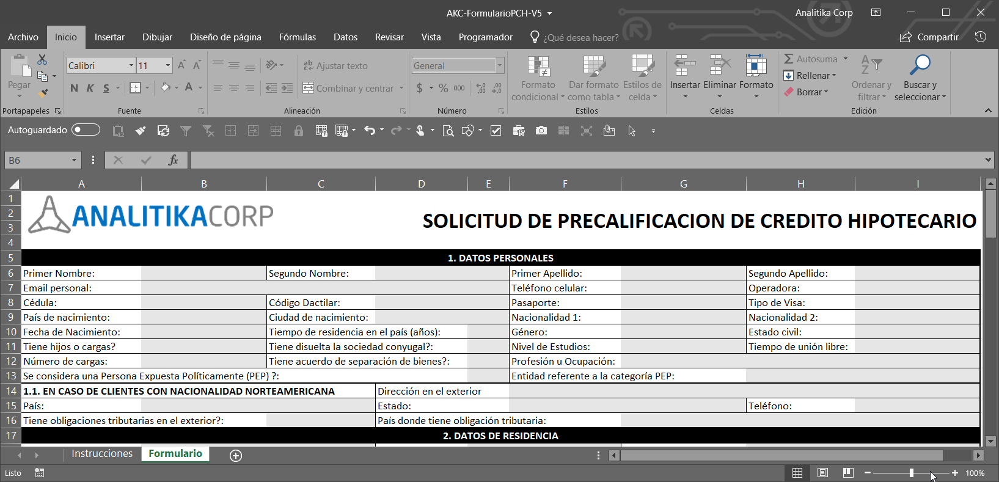 AKC-FormularioPCH-V5
Analitika Corp
Archivo Inicio Insertar Dibujar Diseño de página Fórmulas Datos Revisar Vista Programador ¿Qué desea hacer? Compartir
Calibri 11 Ajustar texto General Autosuma
Pegar Formato condicional Dar formato como tabla Estilos de celda Insertar Eliminar Formato Rellenar Ordenar y filtrar Buscar y seleccionar
N K S A Combinar y centrar $ % 000 Borrar
Portapapeles Fuente Alineación Número Estilos Celdas Edición
Autoguardado
B6 fx
A B C D E F G H I
1
2
3
4
ANALITIKACORP
SOLICITUD DE PRECALIFICACION DE CREDITO HIPOTECARIO
5 1. DATOS PERSONALES
6 Primer Nombre: Segundo Nombre: Primer Apellido: Segundo Apellido:
7 Email personal: Teléfono celular: Operadora:
8 Cédula: Código Dactilar: Pasaporte: Tipo de Visa:
9 País de nacimiento: Ciudad de nacimiento: Nacionalidad 1: Nacionalidad 2:
10 Fecha de Nacimiento: Tiempo de residencia en el país (años): Género: Estado civil:
11 Tiene hijos o cargas? Tiene disuelta la sociedad conyugal?: Nivel de Estudios: Tiempo de unión libre:
12 Número de cargas: Tiene acuerdo de separación de bienes?: Profesión u Ocupación:
13 Se considera una Persona Expuesta Políticamente (PEP) ?: Entidad referente a la categoría PEP:
14 1.1. EN CASO DE CLIENTES CON NACIONALIDAD NORTEAMERICANA Dirección en el exterior
15 País: Estado: Teléfono:
16 Tiene obligaciones tributarias en el exterior?: País donde tiene obligación tributaria:
17 2. DATOS DE RESIDENCIA
Instrucciones Formulario
Listo 100%